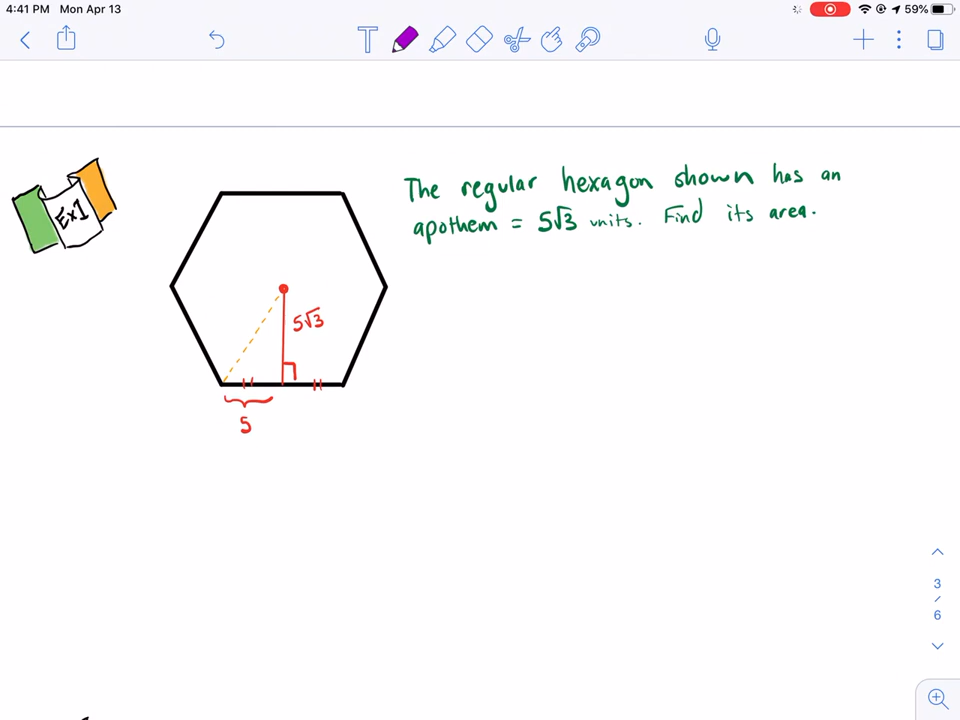 4:41 PM Mon Apr 13
59%
T
Ex1
The regular hexagon shown has an
apothem = 5√3 units. Find its area.
5√3
5
3
/
6